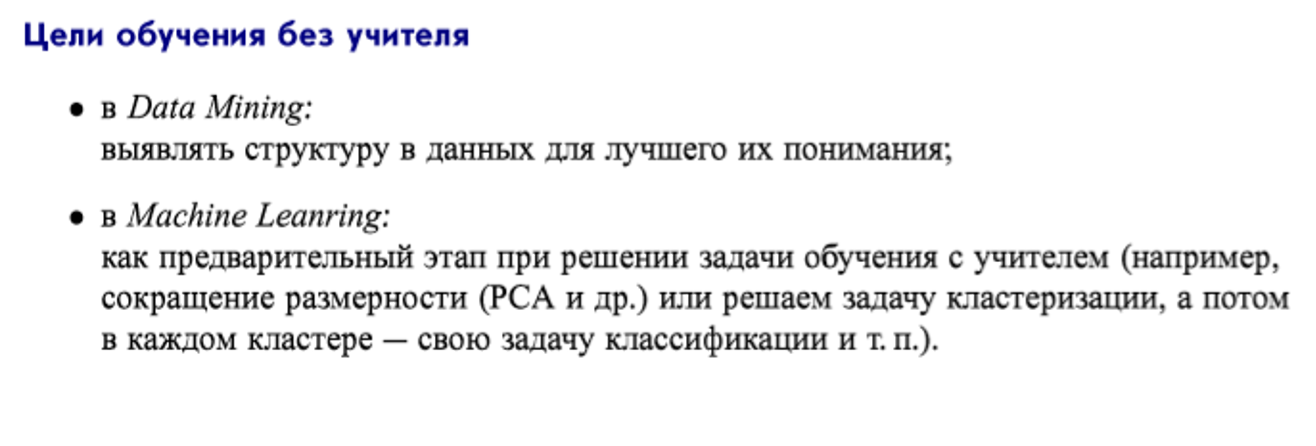 Цели обучения без учителя
• в Data Mining:
выявлять структуру в данных для лучшего их понимания;
• в Machine Leanring:
как предварительный этап при решении задачи обучения с учителем (например,
сокращение размерности (PCA и др.) или решаем задачу кластеризации, а потом
в каждом кластере — свою задачу классификации и т. п.).